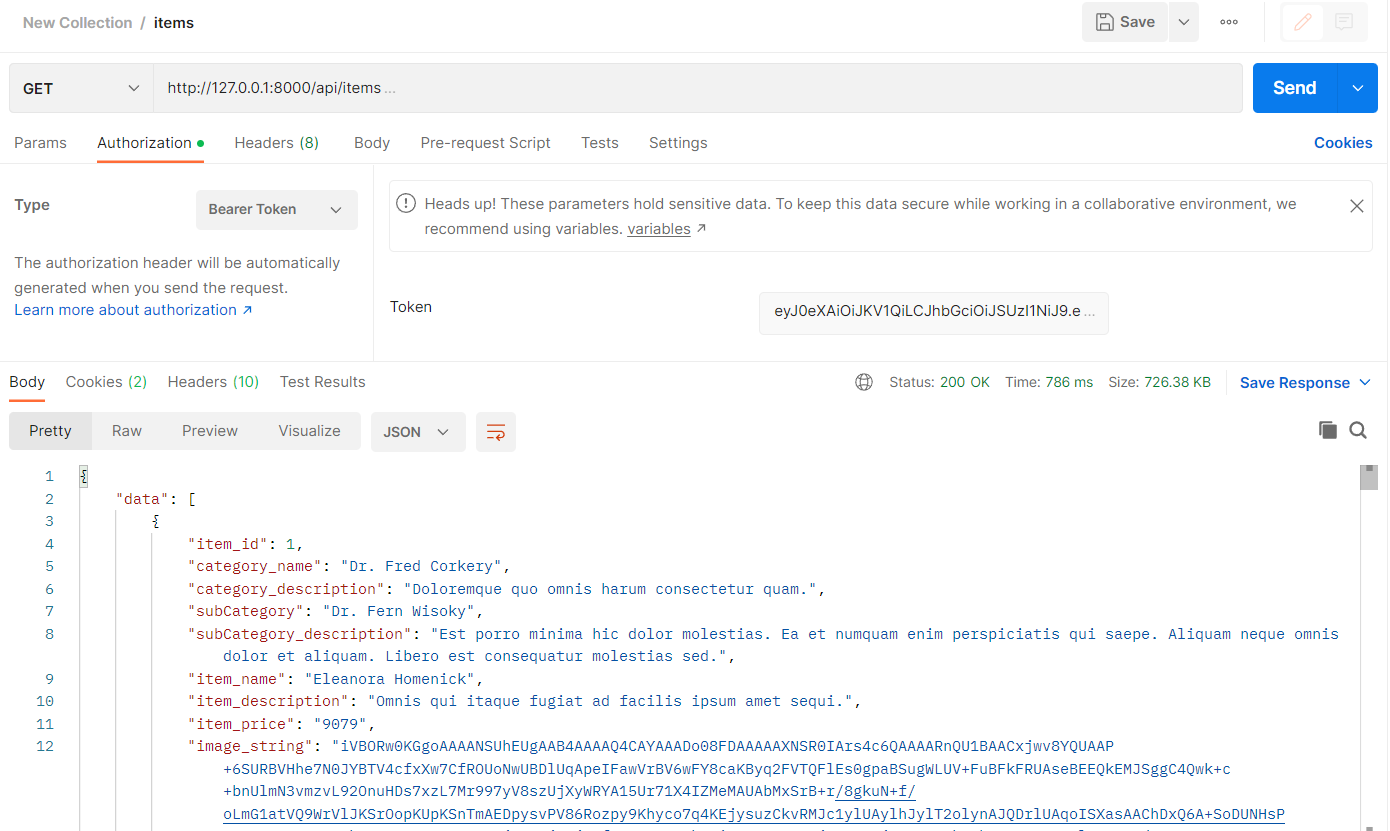 New Collection / items
Save
GET
http://127.0.0.1:8000/api/items ...
Send
Params Authorization Headers (8) Body Pre-request Script Tests Settings Cookies
Type
Bearer Token
The authorization header will be automatically
generated when you send the request.
Learn more about authorization ↗
Heads up! These parameters hold sensitive data. To keep this data secure while working in a collaborative environment, we
recommend using variables. variables ↗
Token
eyJ0eXAiOiJKV1QiLCJhbGciOiJSUzI1NiJ9.e ...
Body Cookies (2) Headers (10) Test Results Status: 200 OK Time: 786 ms Size: 726.38 KB Save Response
Pretty Raw Preview Visualize JSON
1 {
2 "data": [
3 {
4 "item_id": 1,
5 "category_name": "Dr. Fred Corkery",
6 "category_description": "Doloremque quo omnis harum consectetur quam.",
7 "subCategory": "Dr. Fern Wisoky",
8 "subCategory_description": "Est porro minima hic dolor molestias. Ea et numquam enim perspiciatis qui saepe. Aliquam neque omnis
dolor et aliquam. Libero est consequatur molestias sed.",
9 "item_name": "Eleanora Homenick",
10 "item_description": "Omnis qui itaque fugiat ad facilis ipsum amet sequi.",
11 "item_price": "9079",
12 "image_string": "iVBORw0KGgoAAAANSUhEUgAAB4AAAAQ4CAYAAADo08FDAAAAAXNSR0IArs4c6QAAAARnQU1BAACxjwv8YQUAAP
+6SURBVHhe7N0JYBTV4cfxXw7CfROUoNwUBDlUqApeIFawVrBV6wFY8caKByq2FVTQFlEs0gpaBSugWLUV+FuBFkFRUAseBEEQkEMJSggC4Qwk+c
+bnUlmN3vmzvL92OnuHDs7xzL7Mr997yV8szUjXyWRYA15Ur71X4IZMeMAUAbMxSrB+r/8gkuN+f/
oLmG1atVQ9WrVlJKSrOopKUpKSnTmAEDpysvPV86Rozpy9Khyco7q4KEjysuzCkvRMJc1ylUAylhJylT2olynAJQDrlUAqoISXasAAChDxQ6A+SoDUNHsP